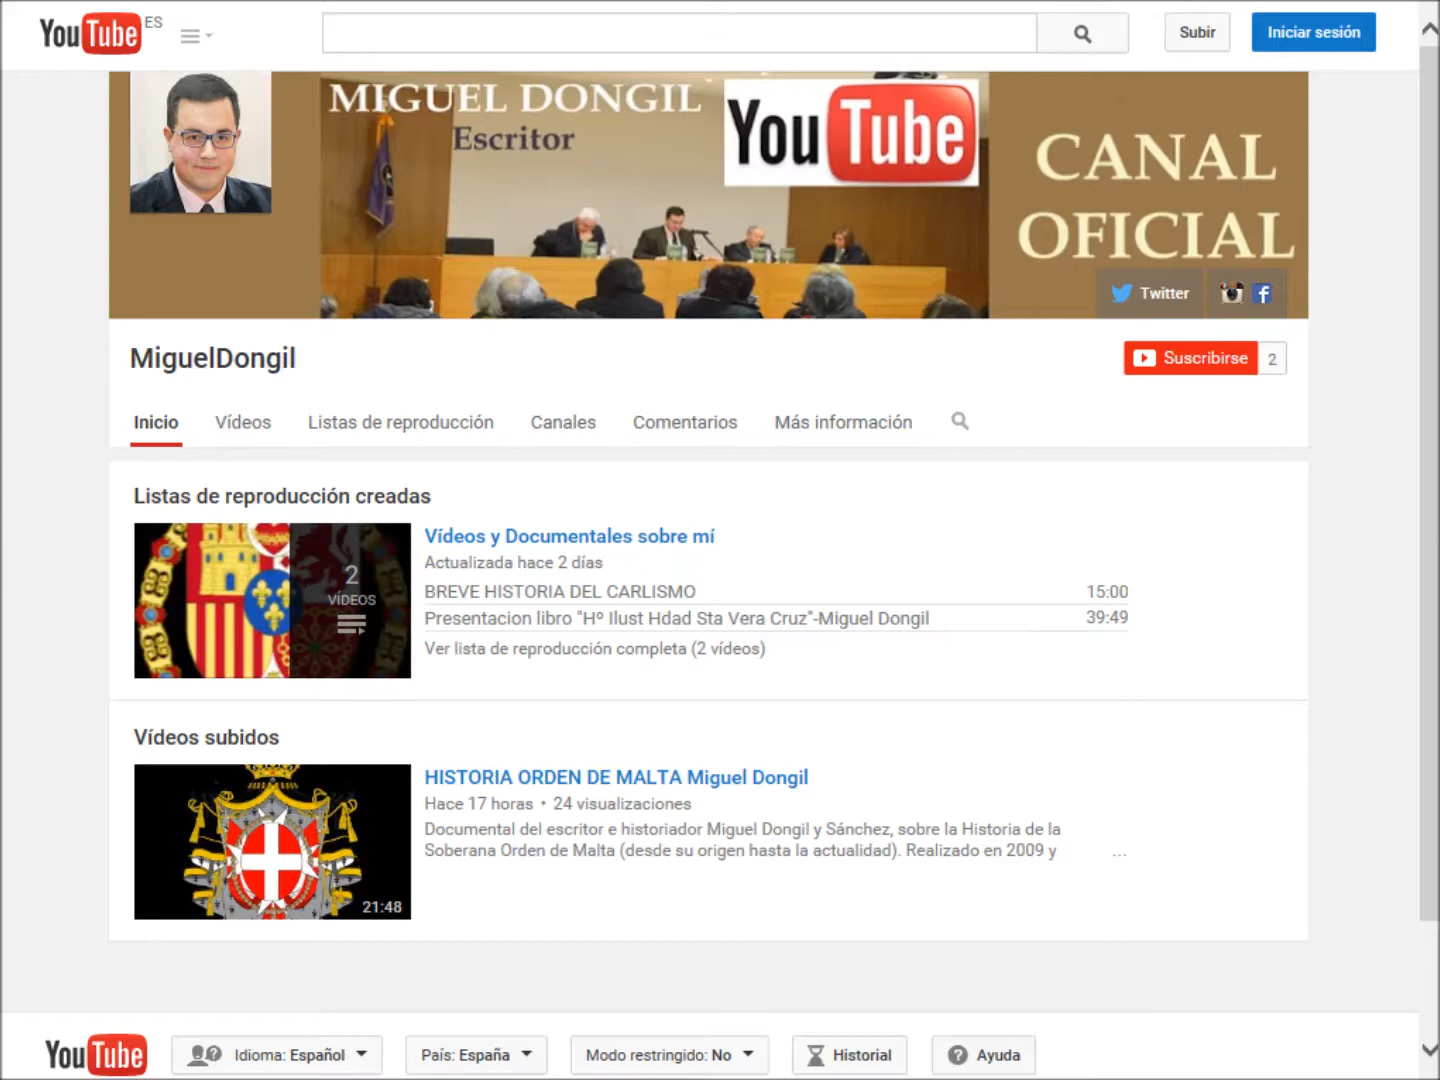 YouTube ES
Subir
Iniciar sesión
MIGUEL DONGIL
Escritor
YouTube
CANAL
OFICIAL
Twitter
MiguelDongil
Suscribirse 2
Inicio Vídeos Listas de reproducción Canales Comentarios Más información
Listas de reproducción creadas
2
VÍDEOS
Vídeos y Documentales sobre mí
Actualizada hace 2 días
BREVE HISTORIA DEL CARLISMO 15:00
Presentacion libro "Hº Ilust Hdad Sta Vera Cruz"-Miguel Dongil 39:49
Ver lista de reproducción completa (2 vídeos)
Vídeos subidos
21:48
HISTORIA ORDEN DE MALTA Miguel Dongil
Hace 17 horas • 24 visualizaciones
Documental del escritor e historiador Miguel Dongil y Sánchez, sobre la Historia de la
Soberana Orden de Malta (desde su origen hasta la actualidad). Realizado en 2009 y ...
YouTube Idioma: Español País: España Modo restringido: No Historial Ayuda